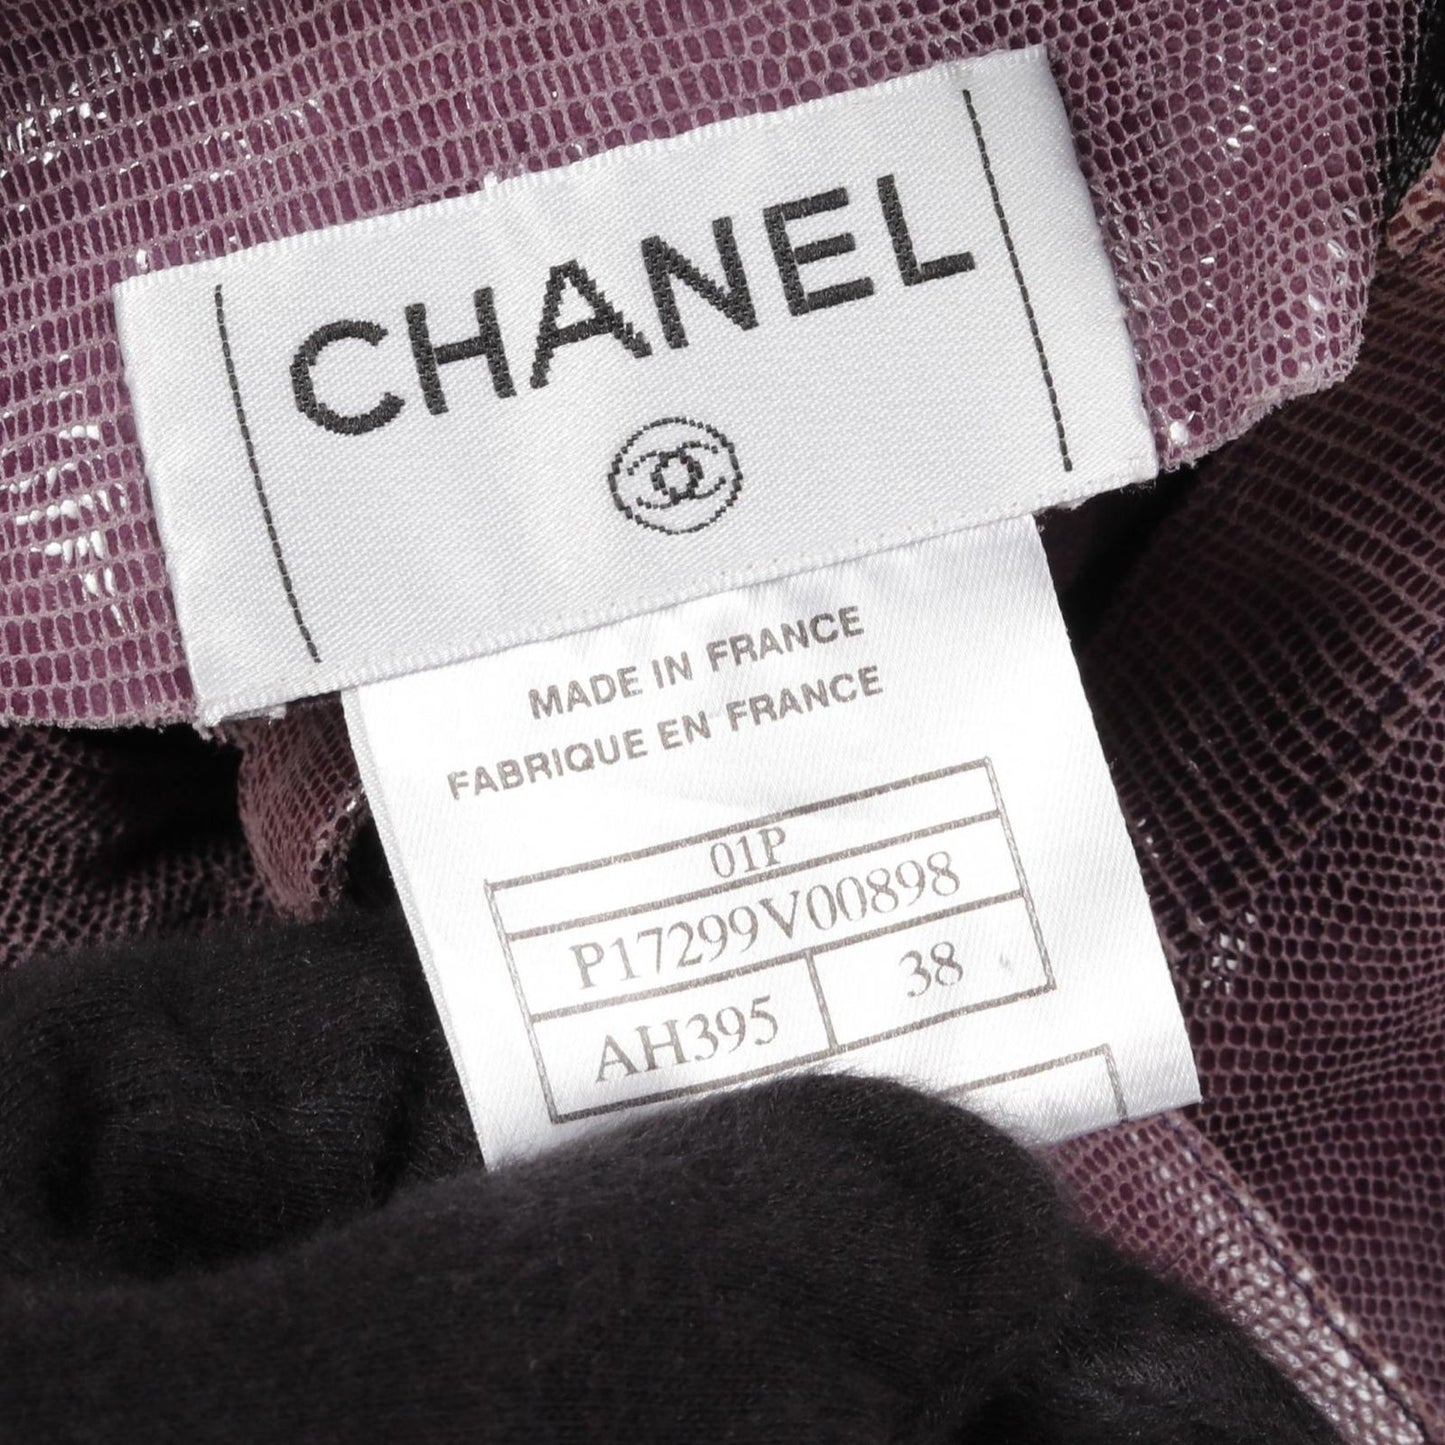 CHANEL
MADE IN FRANCE
FABRIQUE EN FRANCE
01P
P17299V00898
AH395 38